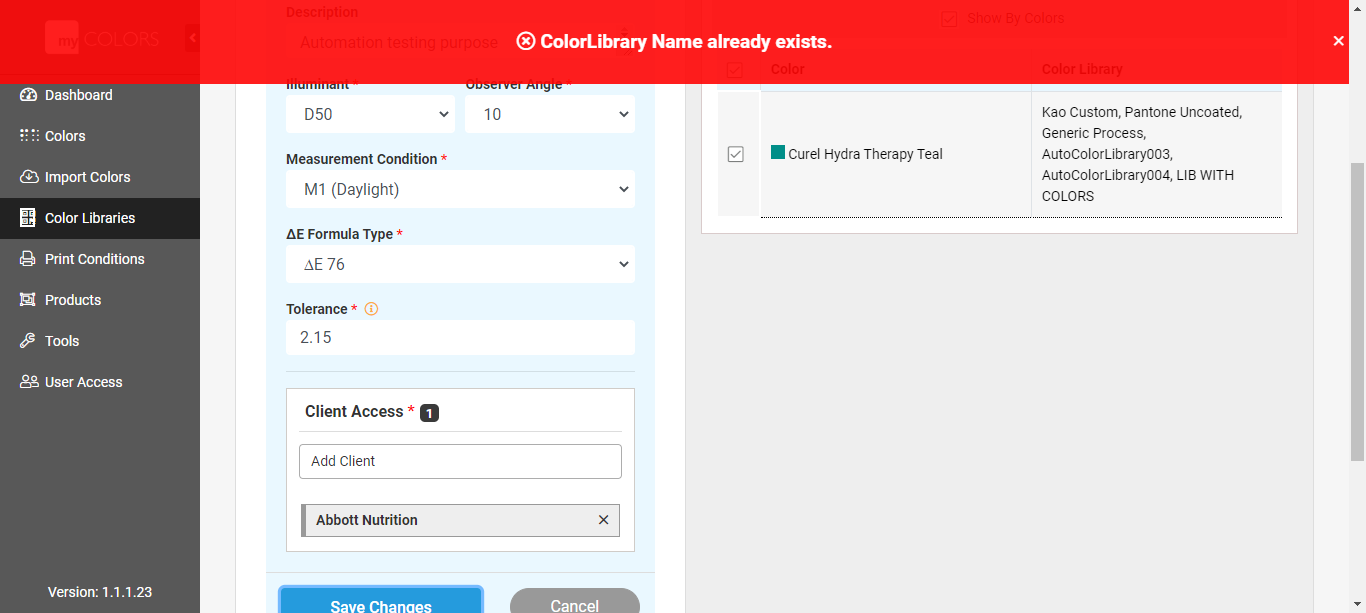 myCOLORS
Description
Automation testing purpose
ColorLibrary Name already exists.
Show By Colors
Color
Color Library
Dashboard
Colors
Import Colors
Color Libraries
Print Conditions
Products
Tools
User Access
Version: 1.1.1.23
Illuminant *
Observer Angle *
D50
10
Measurement Condition *
M1 (Daylight)
ΔE Formula Type *
ΔE 76
Tolerance *
2.15
Client Access * 1
Add Client
Abbott Nutrition
Save Changes
Cancel
Curel Hydra Therapy Teal
Kao Custom, Pantone Uncoated,
Generic Process,
AutoColorLibrary003,
AutoColorLibrary004, LIB WITH
COLORS